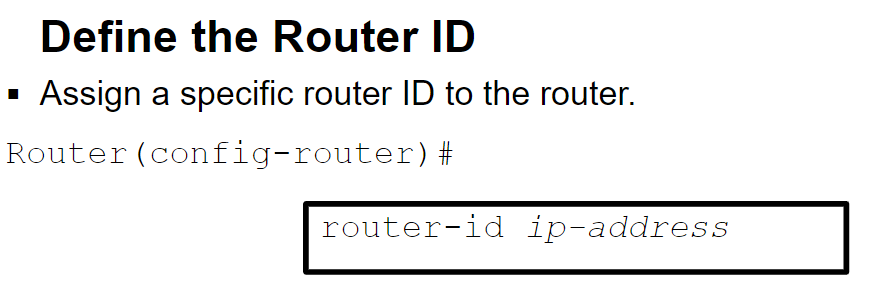 Define the Router ID
▪ Assign a specific router ID to the router.
Router(config-router)#
router-id ip-address